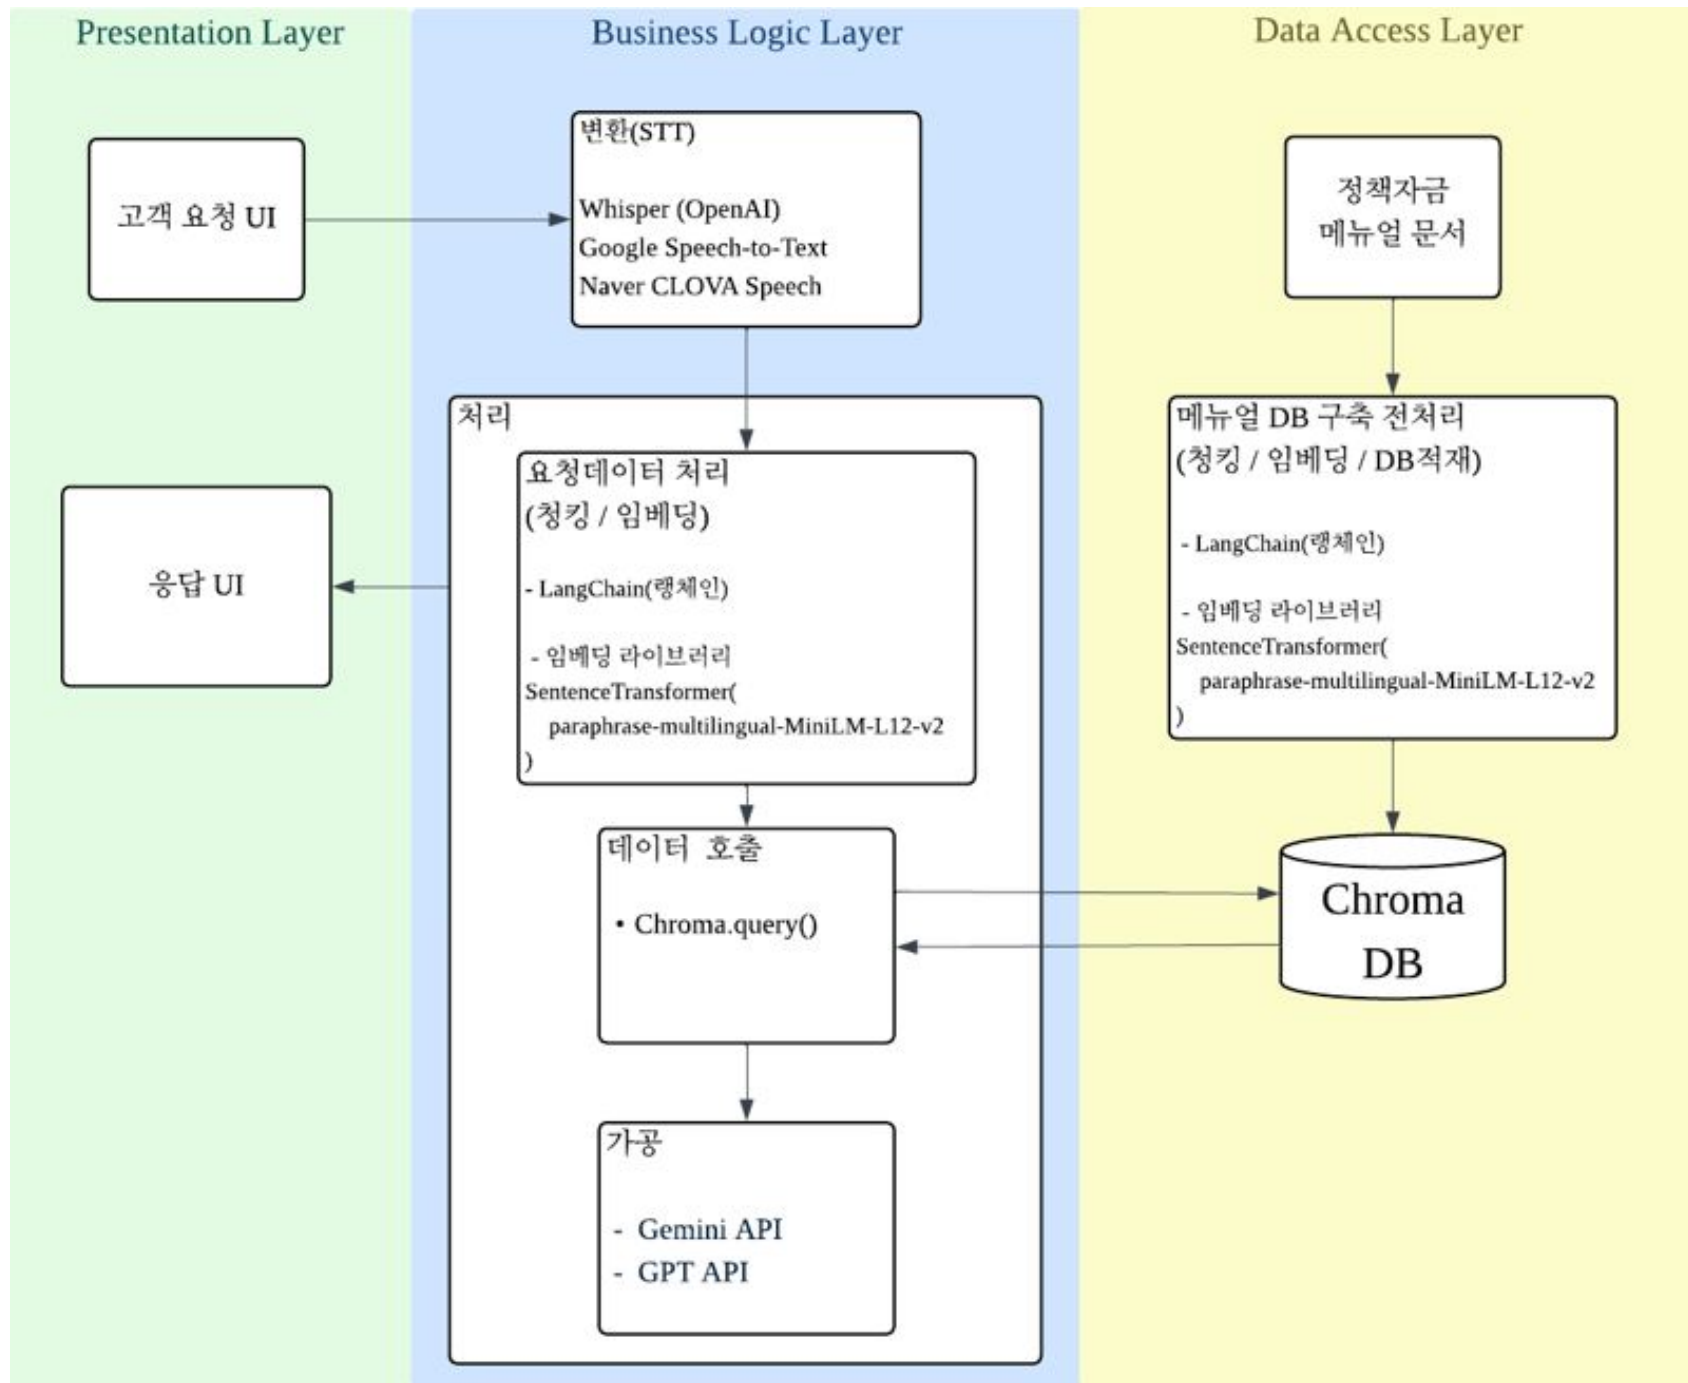 Presentation Layer
Business Logic Layer
Data Access Layer
고객 요청 UI
변환(STT)
Whisper (OpenAI)
Google Speech-to-Text
Naver CLOVA Speech
정책자금
메뉴얼 문서
처리
요청데이터 처리
(청킹 / 임베딩)
- LangChain(랭체인)
- 임베딩 라이브러리
SentenceTransformer(
paraphrase-multilingual-MiniLM-L12-v2
)
응답 UI
메뉴얼 DB 구축 전처리
(청킹 / 임베딩 / DB적재)
- LangChain(랭체인)
- 임베딩 라이브러리
SentenceTransformer(
paraphrase-multilingual-MiniLM-L12-v2
)
데이터 호출
• Chroma.query()
Chroma
DB
가공
- Gemini API
- GPT API